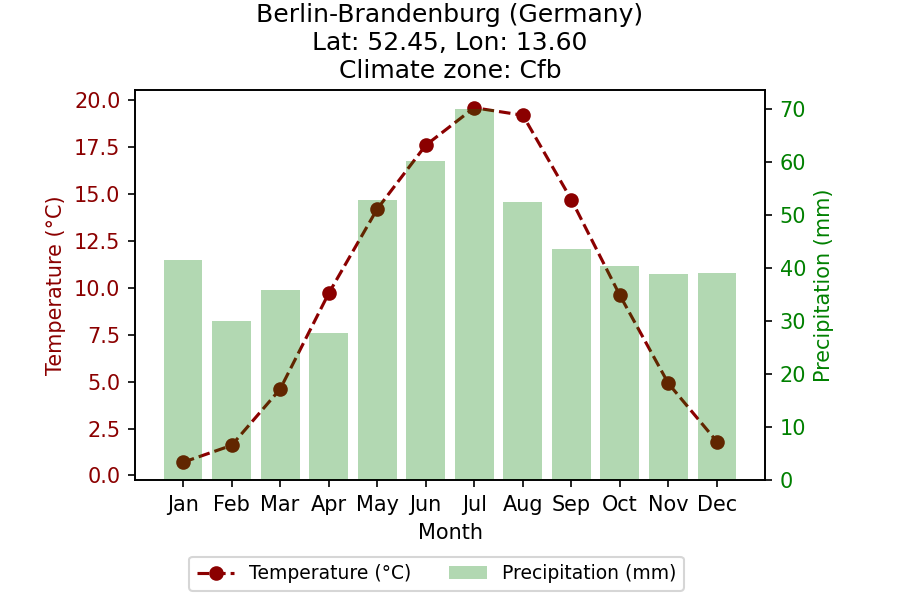 Berlin-Brandenburg (Germany)
Lat: 52.45, Lon: 13.60
Climate zone: Cfb
20.0
17.5
15.0
12.5
10.0
7.5
5.0
2.5
0.0
Temperature (°C)
70
60
50
40
30
20
10
0
Precipitation (mm)
Jan Feb Mar Apr May Jun Jul Aug Sep Oct Nov Dec
Month
Temperature (°C) Precipitation (mm)